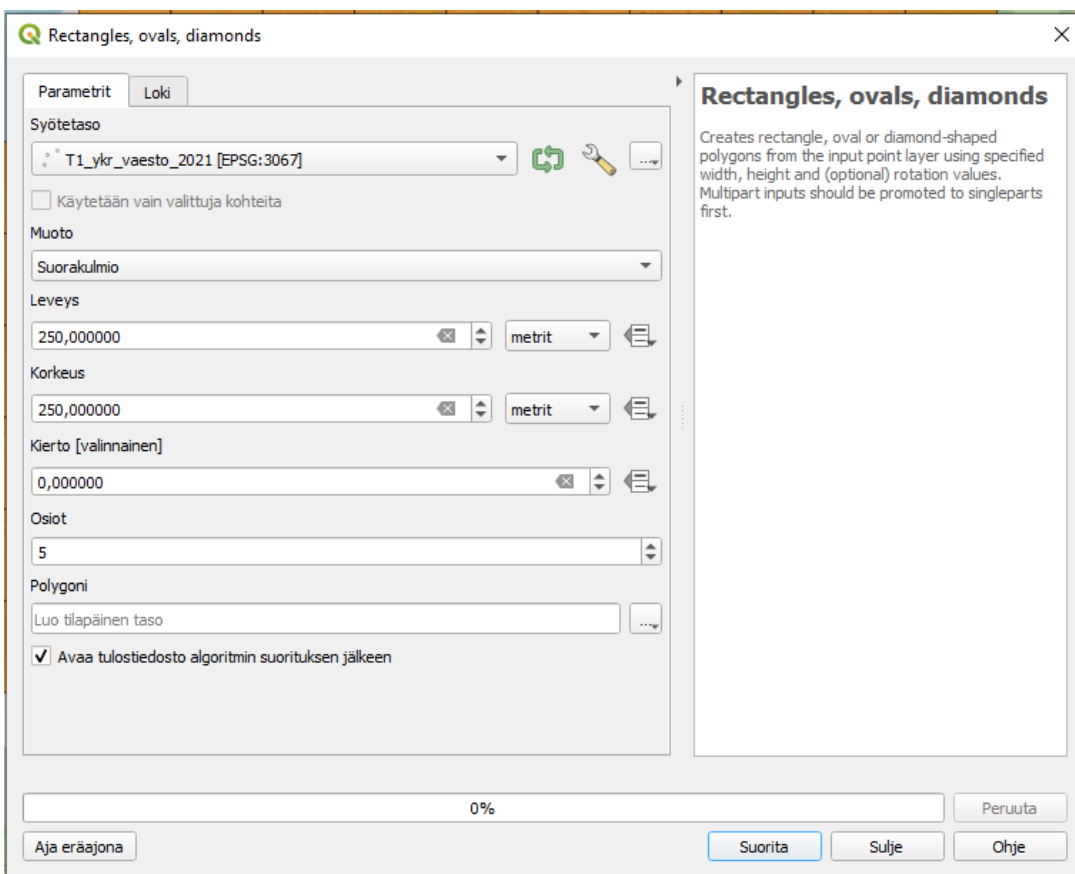 Rectangles, ovals, diamonds
Parametrit
Loki
Syötetaso
T1_ykr_vaesto_2021 [EPSG:3067]
...
Käytetään vain valittuja kohteita
Muoto
Suorakulmio
Leveys
250,000000
metrit
Korkeus
250,000000
metrit
Kierto [valinnainen]
0,000000
Osiot
5
Polygoni
Luo tilapäinen taso
...
Avaa tulostiedosto algoritmin suorituksen jälkeen
Rectangles, ovals, diamonds
Creates rectangle, oval or diamond-shaped
polygons from the input point layer using specified
width, height and (optional) rotation values.
Multipart inputs should be promoted to singleparts
first.
0%
Peruuta
Aja eräajona
Suorita
Sulje
Ohje